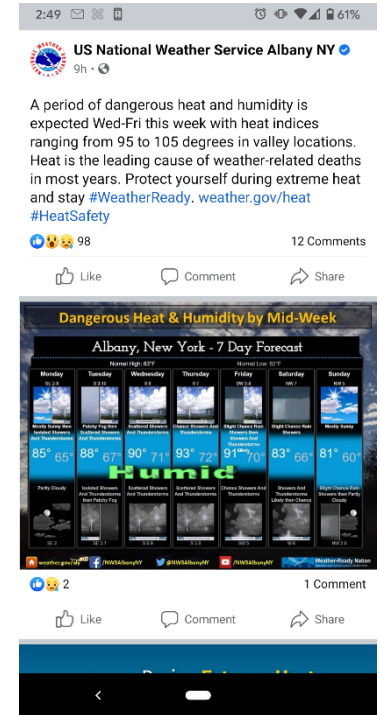 2:49
61%
US National Weather Service Albany NY
9h
A period of dangerous heat and humidity is
expected Wed-Fri this week with heat indices
ranging from 95 to 105 degrees in valley locations.
Heat is the leading cause of weather-related deaths
in most years. Protect yourself during extreme heat
and stay #WeatherReady. weather.gov/heat
#HeatSafety
98 12 Comments
Like Comment Share
Dangerous Heat & Humidity by Mid-Week
Albany, New York - 7 Day Forecast
Normal High: 83°F Normal Low: 62°F
Monday Tuesday Wednesday Thursday Friday Saturday Sunday
Mostly Sunny then Patchy Fog then Scattered Showers Chance Showers And Slight Chance Rain Slight Chance Rain Mostly Sunny
Isolated Showers Scattered Showers And Thunderstorms Thunderstorms Showers then Showers
And Thunderstorms And Thunderstorms Showers And
85° 65° 88° 67° 90° 71° 93° 72° 91° 70° 83° 66° 81° 60°
Humid
Partly Cloudy Isolated Showers Scattered Showers Scattered Showers Chance Showers And Showers And Slight Chance Rain
And Thunderstorms And Thunderstorms And Thunderstorms Thunderstorms Thunderstorms Showers then Partly
then Patchy Fog Likely then Chance Cloudy
/NWSAlbanyNY @NWSAlbanyNY /NWSAlbanyNY Weather-Ready Nation
2 1 Comment
Like Comment Share